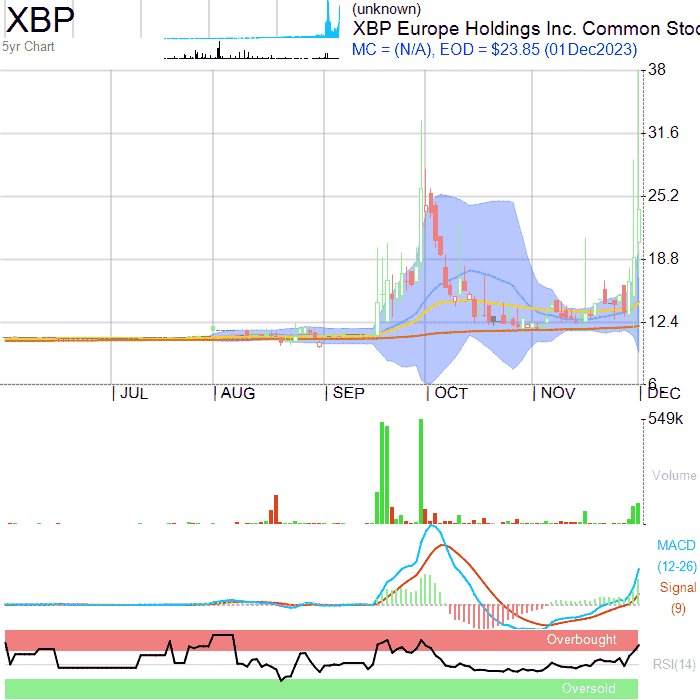 XBP
5yr Chart
(unknown)
XBP Europe Holdings Inc. Common Stoc
MC = (N/A), EOD = $23.85 (01Dec2023)
38
31.6
25.2
18.8
12.4
6
JUL
AUG
SEP
OCT
NOV
DEC
549k
Volume
MACD
(12-26)
Signal
(9)
Overbought
RSI(14)
Oversold